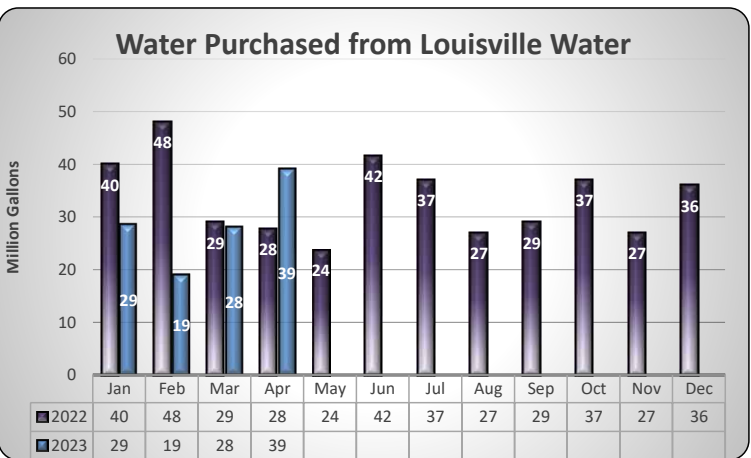 Water Purchased from Louisville Water
Million Gallons
60
50
40
30
20
10
0
40 48 29 28 24 42 37 27 29 37 27 36
29 19 28 39
Jan Feb Mar Apr May Jun Jul Aug Sep Oct Nov Dec
2022 40 48 29 28 24 42 37 27 29 37 27 36
2023 29 19 28 39